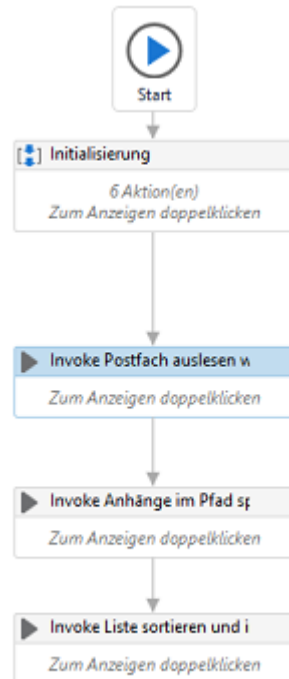 Start
Initialisierung
6 Aktion(en)
Zum Anzeigen doppelklicken
Invoke Postfach auslesen w
Zum Anzeigen doppelklicken
Invoke Anhänge im Pfad sp
Zum Anzeigen doppelklicken
Invoke Liste sortieren und i
Zum Anzeigen doppelklicken